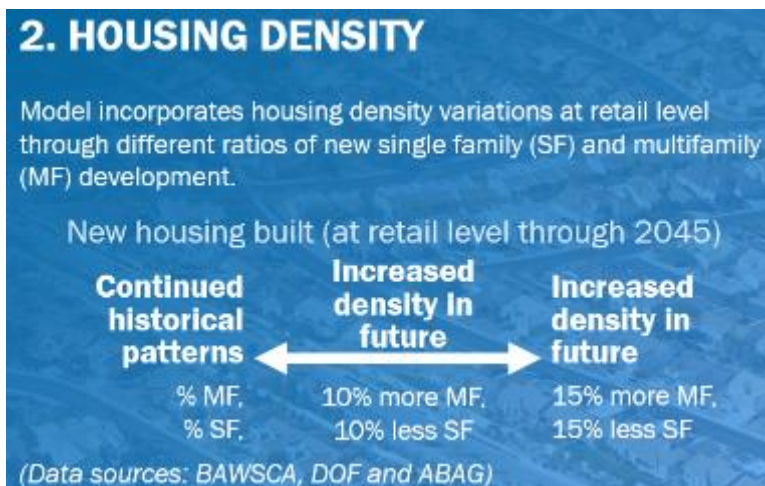 2. HOUSING DENSITY
Model incorporates housing density variations at retail level
through different ratios of new single family (SF) and multifamily
(MF) development.
New housing built (at retail level through 2045)
Continued
historical
patterns
Increased
density in
future
Increased
density in
future
% MF,
% SF,
10% more MF,
10% less SF
15% more MF,
15% less SF
(Data sources: BAWSCA, DOF and ABAG)